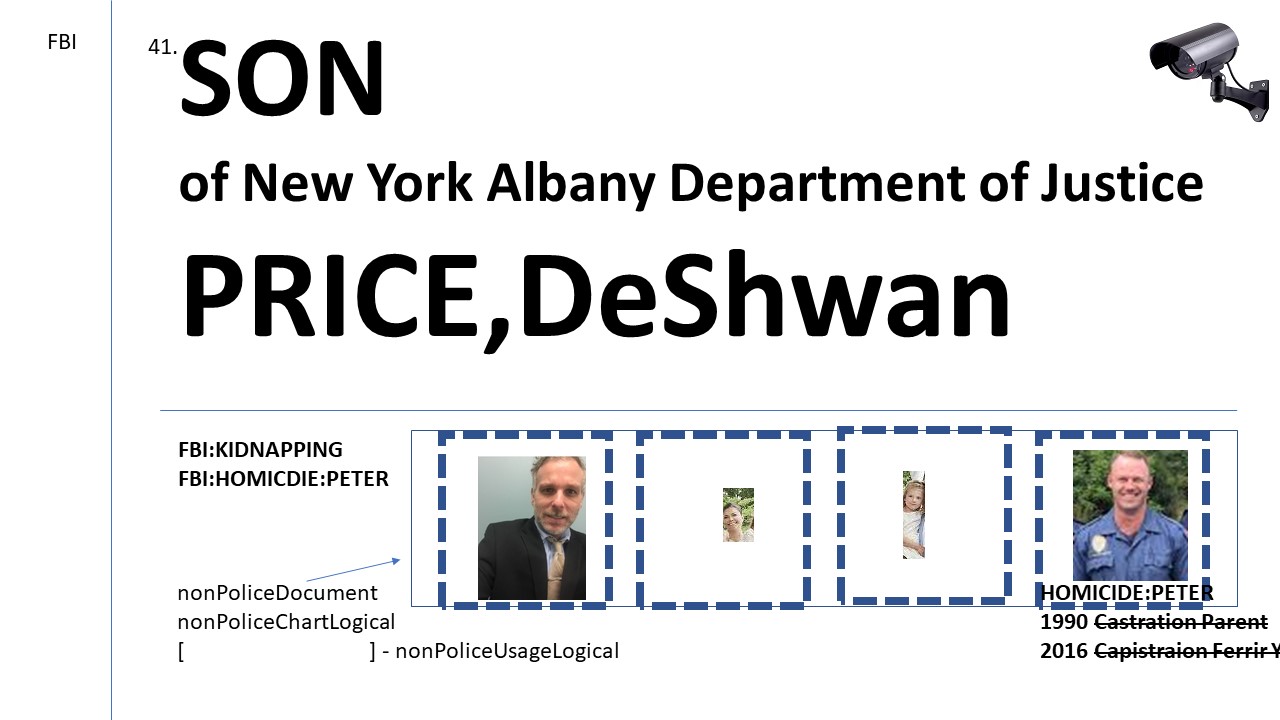 FBI
41.
SON
of New York Albany Department of Justice
PRICE,DeShwan
FBI:KIDNAPPING
FBI:HOMICDIE:PETER
nonPoliceDocument
nonPoliceChartLogical
[ ] - nonPoliceUsageLogical
HOMICIDE:PETER
1990 Castration Parent
2016 Capistraion Ferrir Y